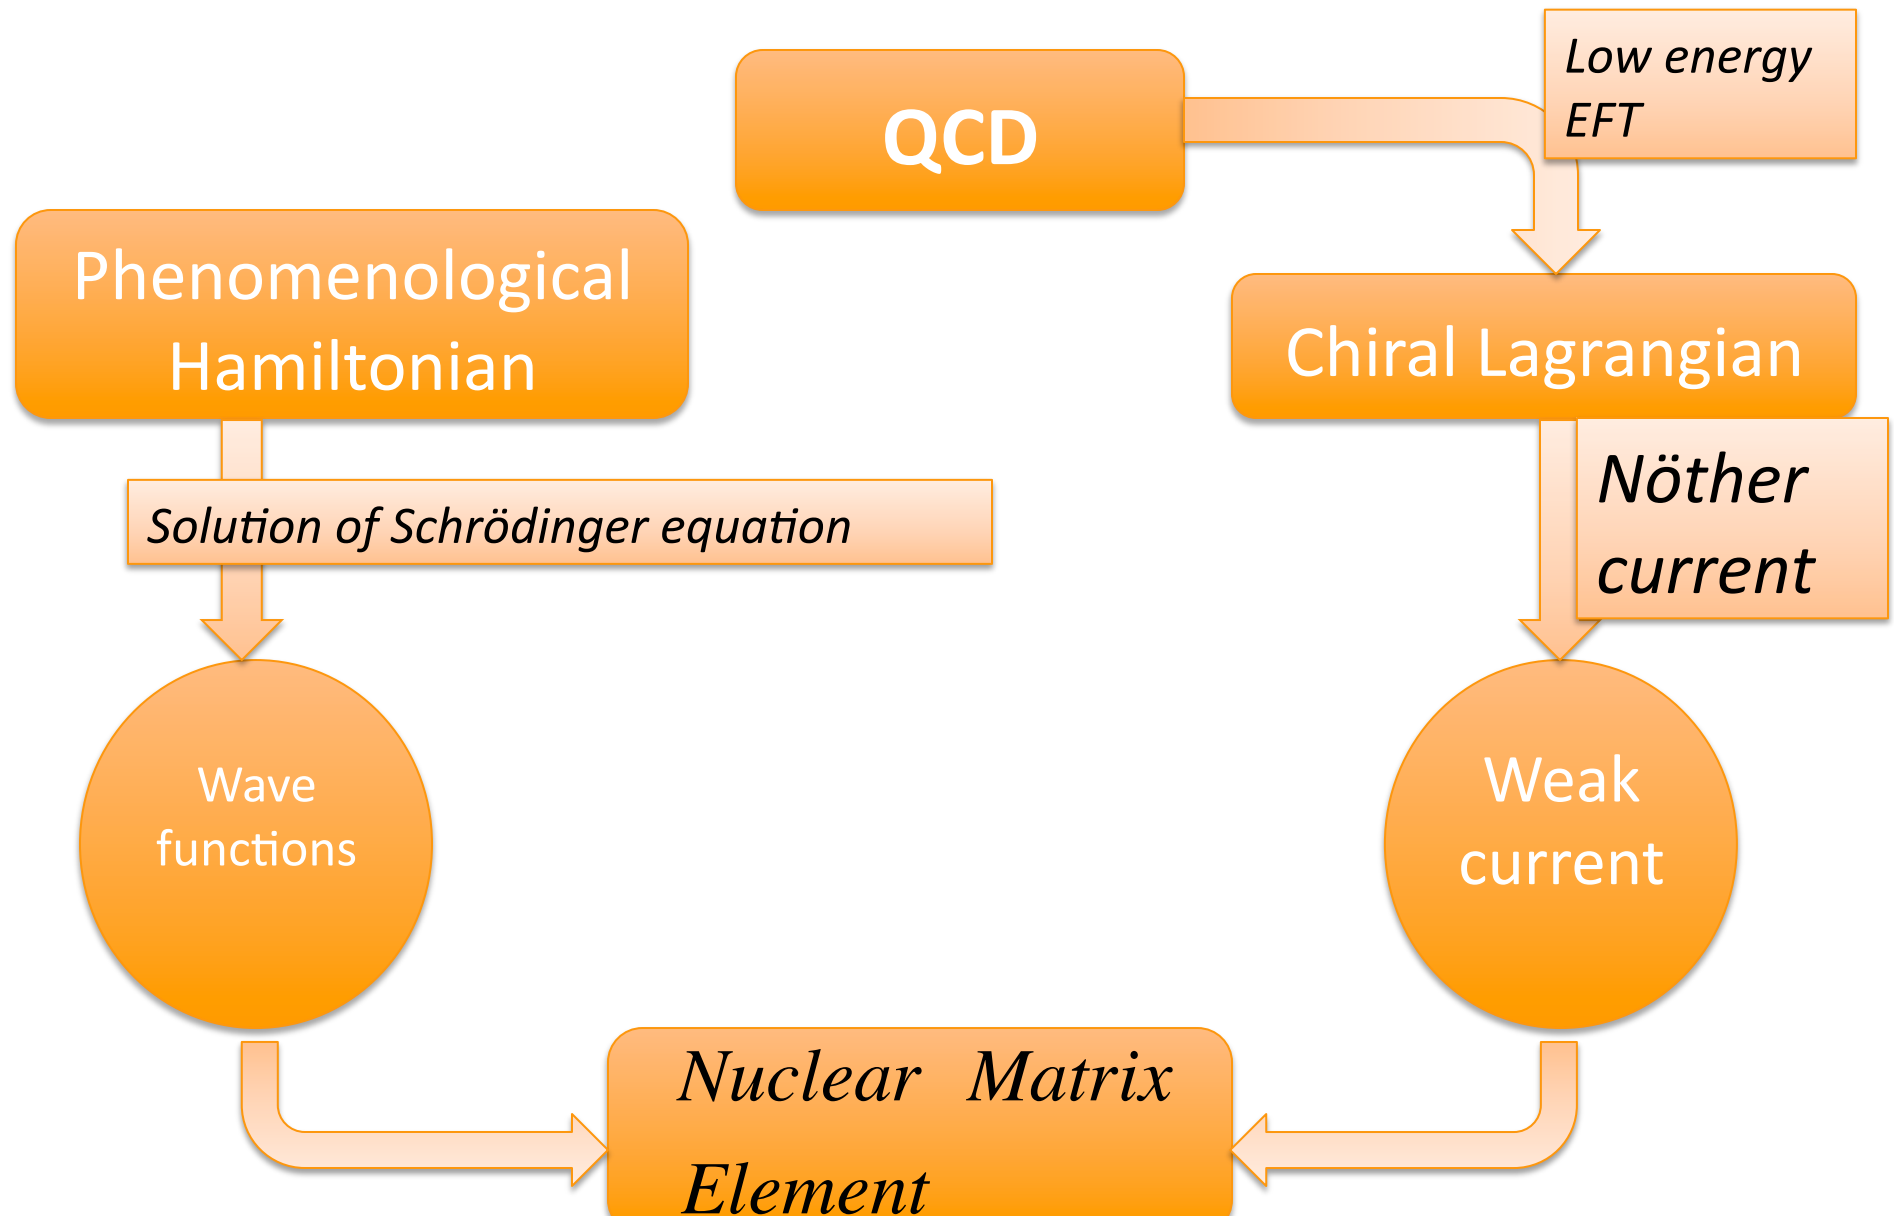 QCD
Low energy
EFT
Phenomenological
Hamiltonian
Chiral Lagrangian
Solution of Schrödinger equation
Nöther
current
Wave
functions
Weak
current
Nuclear Matrix
Element